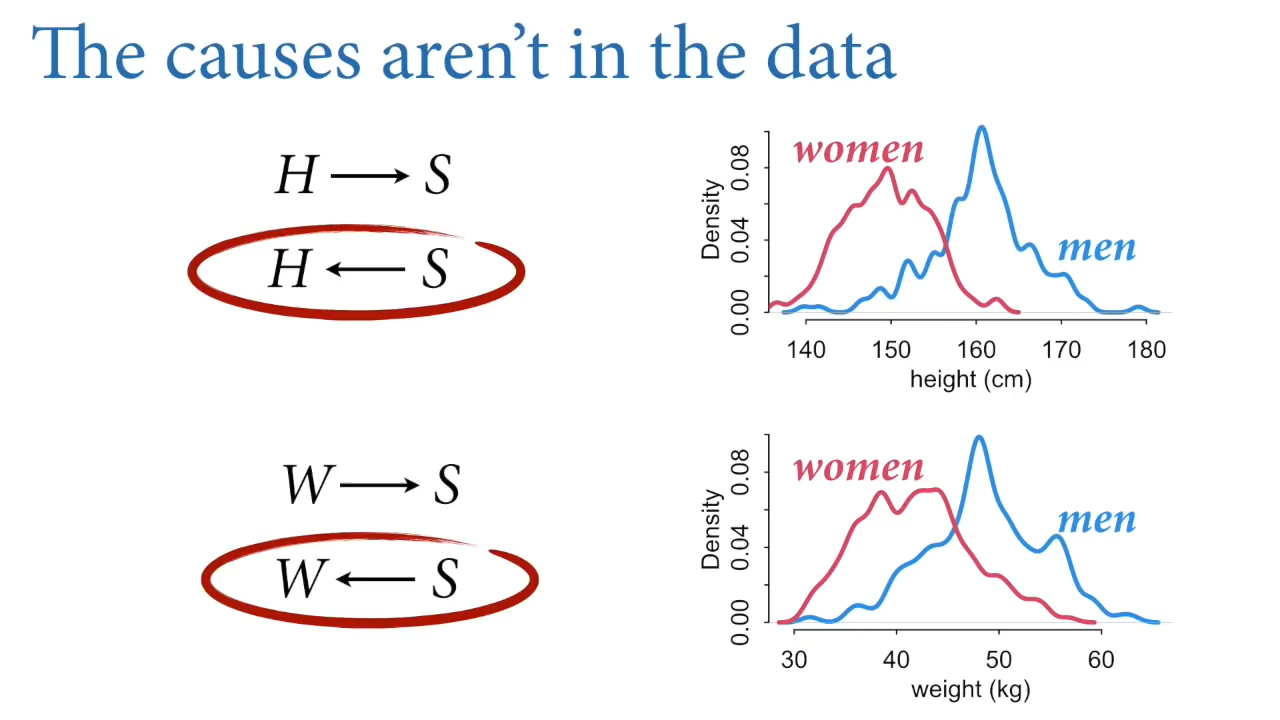 The causes aren't in the data
H → S
H ← S
women
men
Density
0.00 0.04 0.08
140 150 160 170 180
height (cm)
W → S
W ← S
women
men
Density
0.00 0.04 0.08
30 40 50 60
weight (kg)